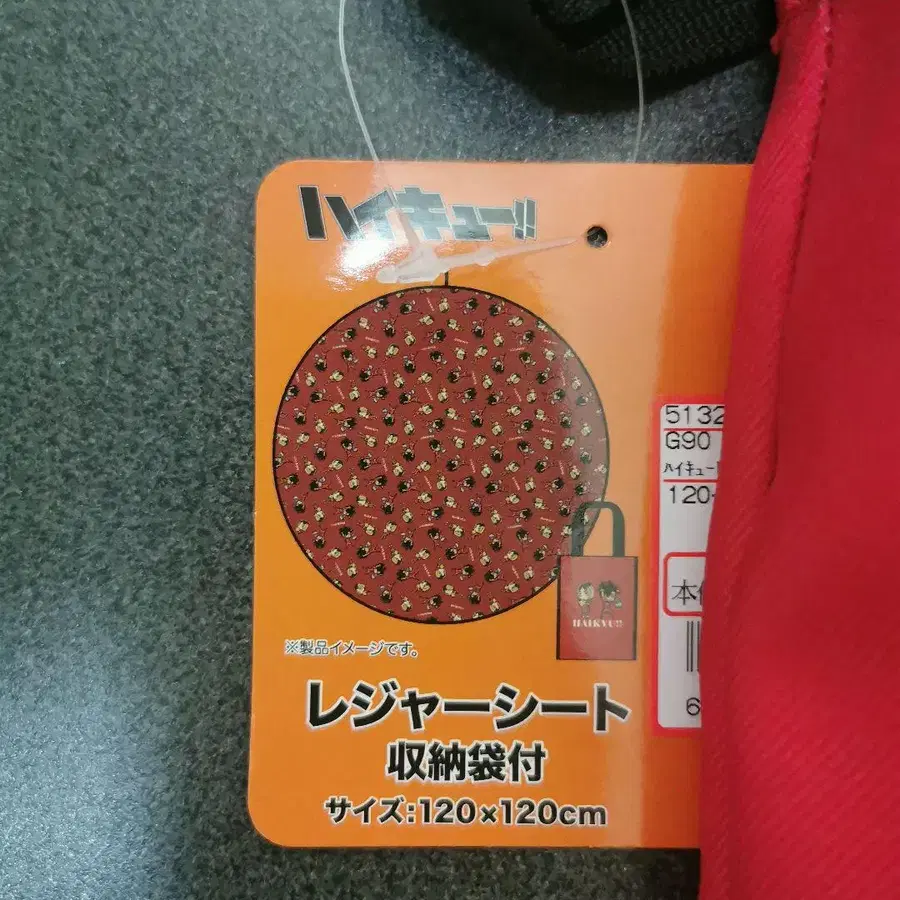 ハイキュー!!
5132
G90
ハイキュー
120-
本
6
HAIKYU!!
※製品イメージです。
レジャーシート
収納袋付
サイズ:120×120cm